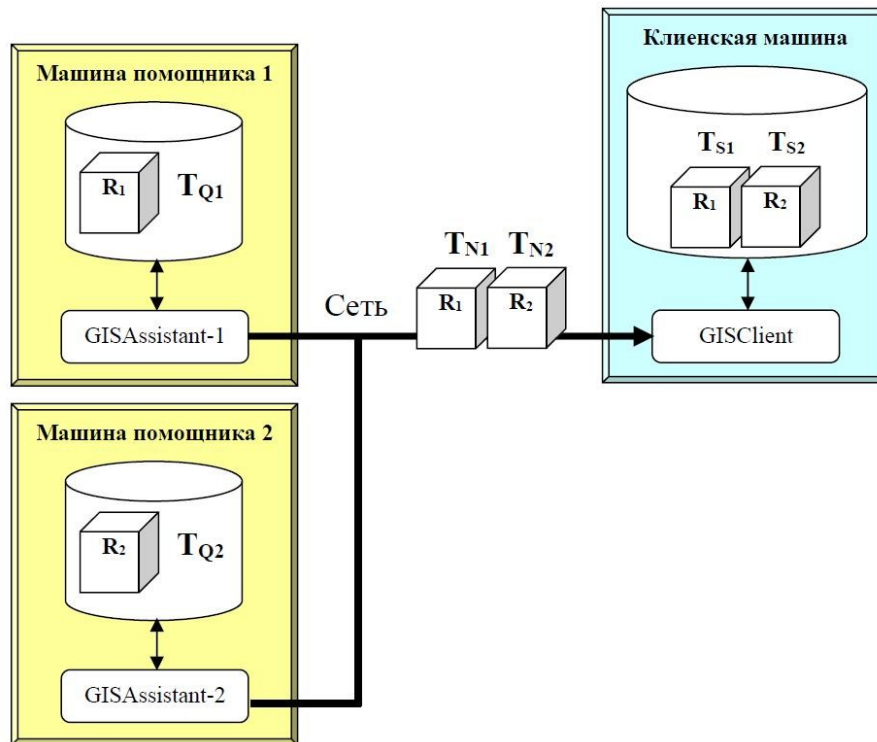 Машина помощника 1
R₁
T_Q1
GISAssistant-1
Сеть
T_N1 T_N2
R₁ R₂
Клиенская машина
T_S1 T_S2
R₁ R₂
GISClient
Машина помощника 2
R₂
T_Q2
GISAssistant-2